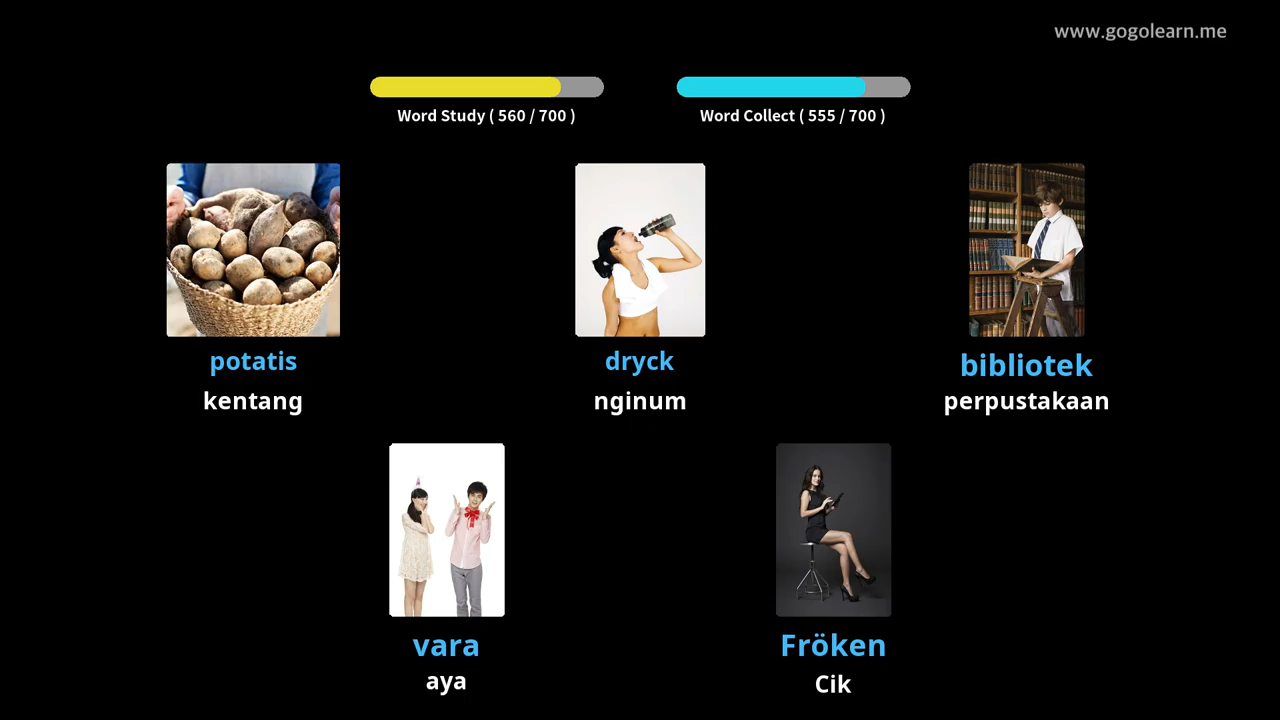 www.gogolearn.me
Word Study ( 560 / 700 )
Word Collect ( 555 / 700 )
potatis
dryck
bibliotek
kentang
nginum
perpustakaan
vara
Fröken
aya
Cik